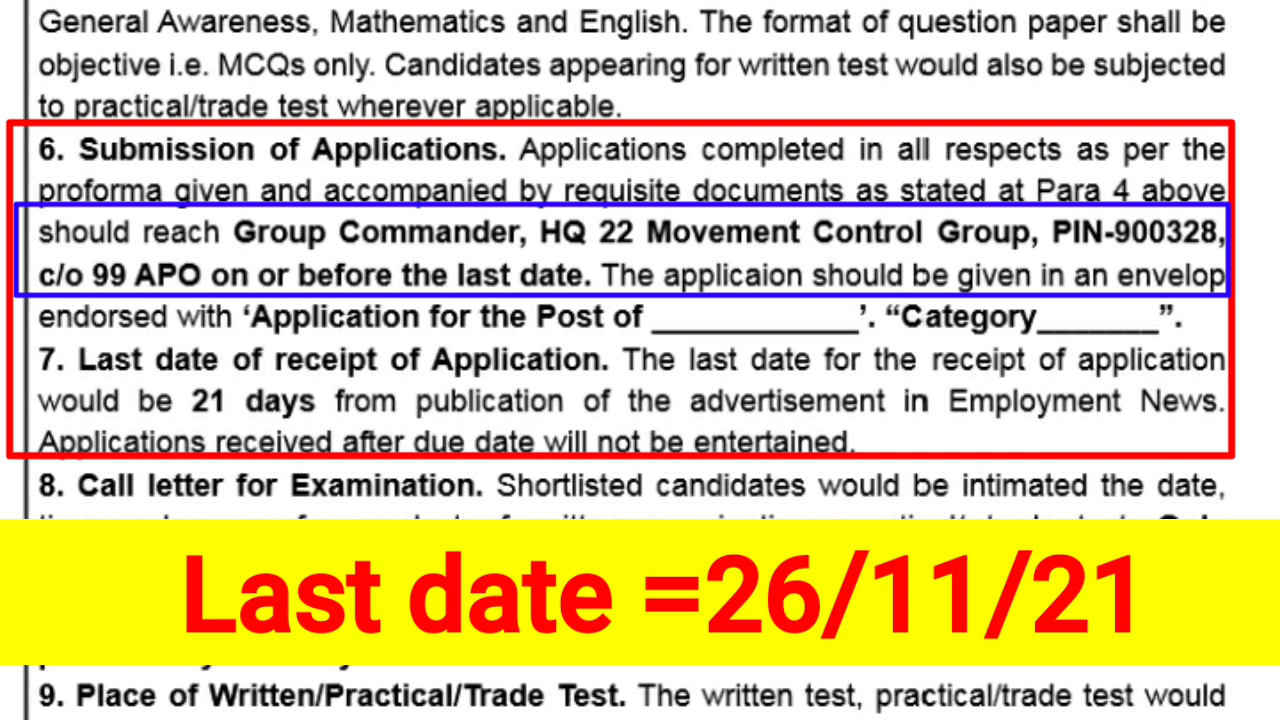 General Awareness, Mathematics and English. The format of question paper shall be
objective i.e. MCQs only. Candidates appearing for written test would also be subjected
to practical/trade test wherever applicable.
6. Submission of Applications. Applications completed in all respects as per the
proforma given and accompanied by requisite documents as stated at Para 4 above
should reach Group Commander, HQ 22 Movement Control Group, PIN-900328,
c/o 99 APO on or before the last date. The applicaion should be given in an envelop
endorsed with ‘Application for the Post of ____________’. “Category_______”.
7. Last date of receipt of Application. The last date for the receipt of application
would be 21 days from publication of the advertisement in Employment News.
Applications received after due date will not be entertained.
8. Call letter for Examination. Shortlisted candidates would be intimated the date,
Last date =26/11/21
9. Place of Written/Practical/Trade Test. The written test, practical/trade test would